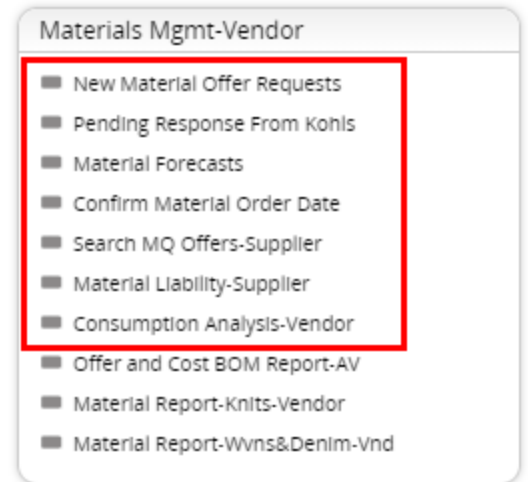 Materials Mgmt-Vendor
New Material Offer Requests
Pending Response From Kohls
Material Forecasts
Confirm Material Order Date
Search MQ Offers-Supplier
Material Liability-Supplier
Consumption Analysis-Vendor
Offer and Cost BOM Report-AV
Material Report-Knits-Vendor
Material Report-Wvns&Denim-Vnd